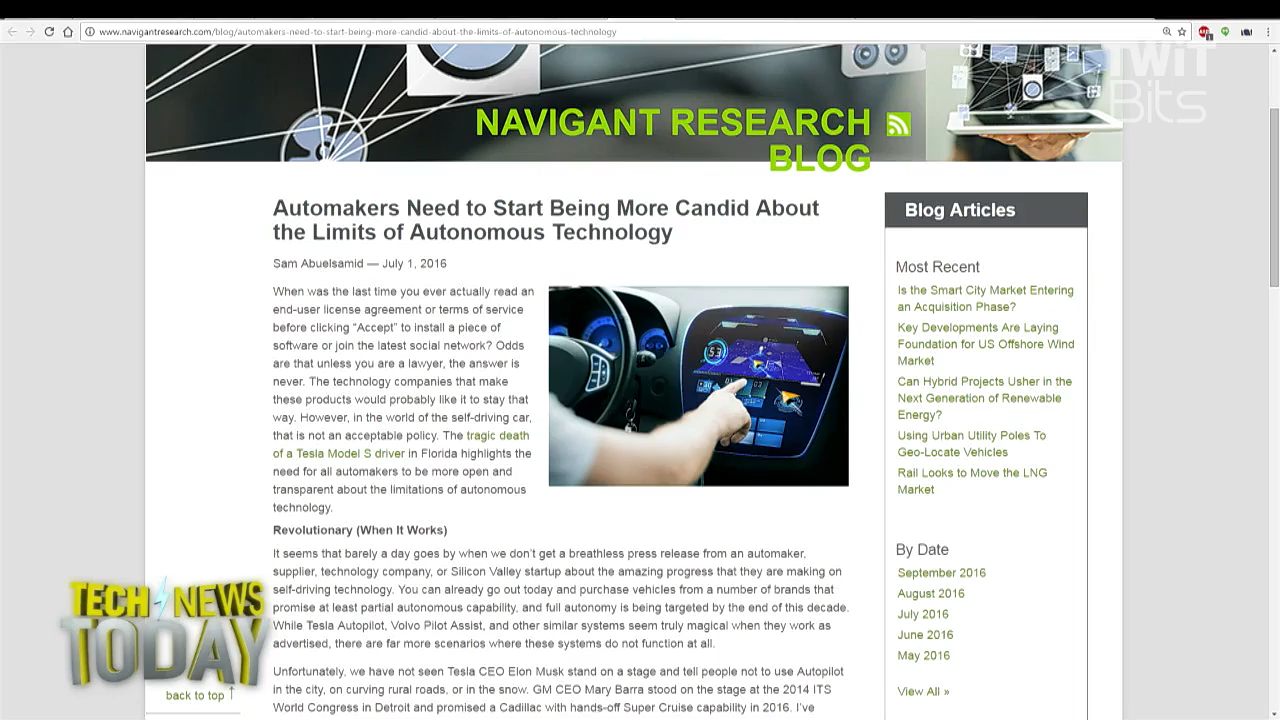 www.navigantresearch.com/blog/automakers-need-to-start-being-more-candid-about-the-limits-of-autonomous-technology
TWiT
Bits
NAVIGANT RESEARCH
BLOG
Automakers Need to Start Being More Candid About
the Limits of Autonomous Technology
Sam Abuelsamid — July 1, 2016
When was the last time you ever actually read an
end-user license agreement or terms of service
before clicking “Accept” to install a piece of
software or join the latest social network? Odds
are that unless you are a lawyer, the answer is
never. The technology companies that make
these products would probably like it to stay that
way. However, in the world of the self-driving car,
that is not an acceptable policy. The tragic death
of a Tesla Model S driver in Florida highlights the
need for all automakers to be more open and
transparent about the limitations of autonomous
technology.
53
Revolutionary (When It Works)
It seems that barely a day goes by when we don’t get a breathless press release from an automaker,
supplier, technology company, or Silicon Valley startup about the amazing progress that they are making on
self-driving technology. You can already go out today and purchase vehicles from a number of brands that
promise at least partial autonomous capability, and full autonomy is being targeted by the end of this decade.
While Tesla Autopilot, Volvo Pilot Assist, and other similar systems seem truly magical when they work as
advertised, there are far more scenarios where these systems do not function at all.
Unfortunately, we have not seen Tesla CEO Elon Musk stand on a stage and tell people not to use Autopilot
in the city, on curving rural roads, or in the snow. GM CEO Mary Barra stood on the stage at the 2014 ITS
World Congress in Detroit and promised a Cadillac with hands-off Super Cruise capability in 2016. I’ve
Blog Articles
Most Recent
Is the Smart City Market Entering
an Acquisition Phase?
Key Developments Are Laying
Foundation for US Offshore Wind
Market
Can Hybrid Projects Usher in the
Next Generation of Renewable
Energy?
Using Urban Utility Poles To
Geo-Locate Vehicles
Rail Looks to Move the LNG
Market
By Date
September 2016
August 2016
July 2016
June 2016
May 2016
View All »
TECH NEWS
TODAY
back to top ↑